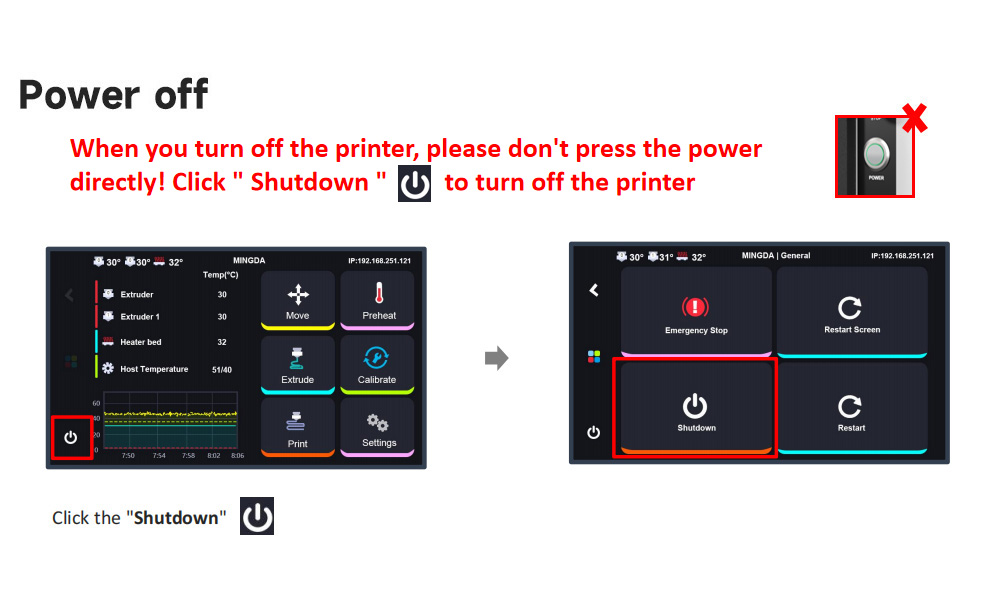 Power off
When you turn off the printer, please don't press the power
directly! Click " Shutdown " to turn off the printer
POWER
30° 30° 32° MINGDA IP:192.168.251.121
Temp(°C)
Extruder 30
Extruder 1 30
Heater bed 32
Host Temperature 51/40
60
40
20
0
7:50 7:54 7:58 8:02 8:06
Move
Preheat
Extrude
Calibrate
Print
Settings
30° 31° 32° MINGDA | General IP:192.168.251.121
Emergency Stop
Restart Screen
Shutdown
Restart
Click the "Shutdown"